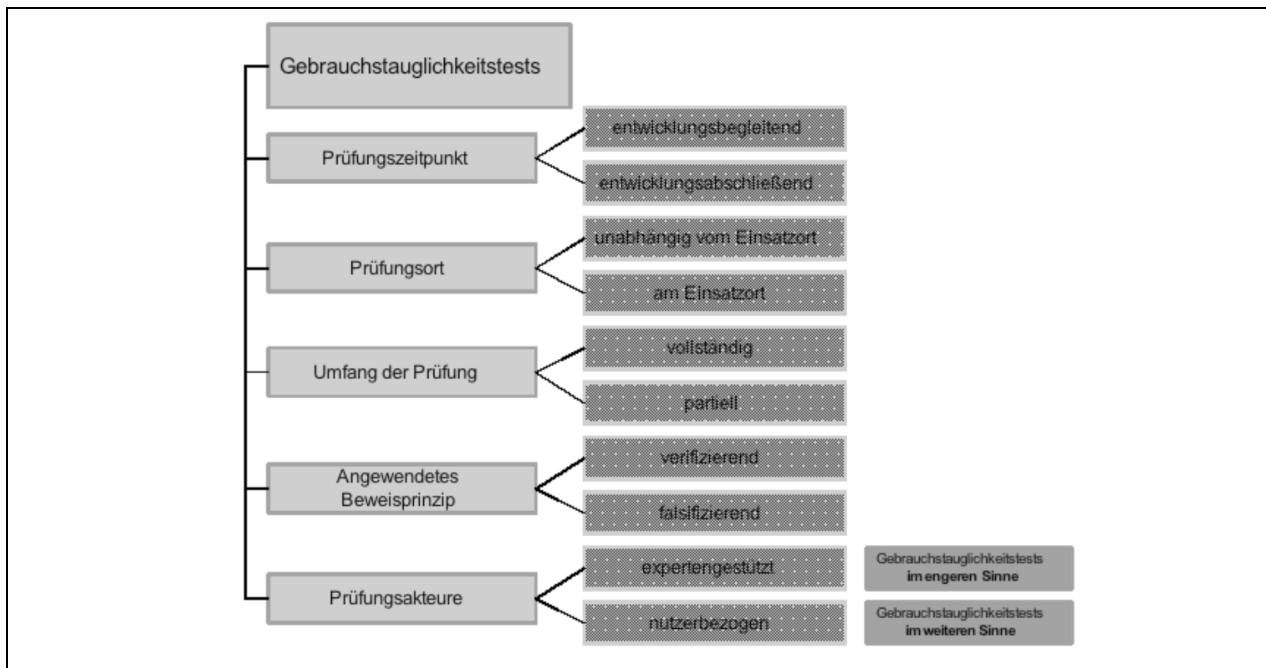 Gebrauchstauglichkeitstests
Prüfungszeitpunkt
entwicklungsbegleitend
entwicklungsabschließend
Prüfungsort
unabhängig vom Einsatzort
am Einsatzort
Umfang der Prüfung
vollständig
partiell
Angewendetes
Beweisprinzip
verifizierend
falsifizierend
Prüfungsakteure
expertengestützt
Gebrauchstauglichkeitstests
im engeren Sinne
nutzerbezogen
Gebrauchstauglichkeitstests
im weiteren Sinne